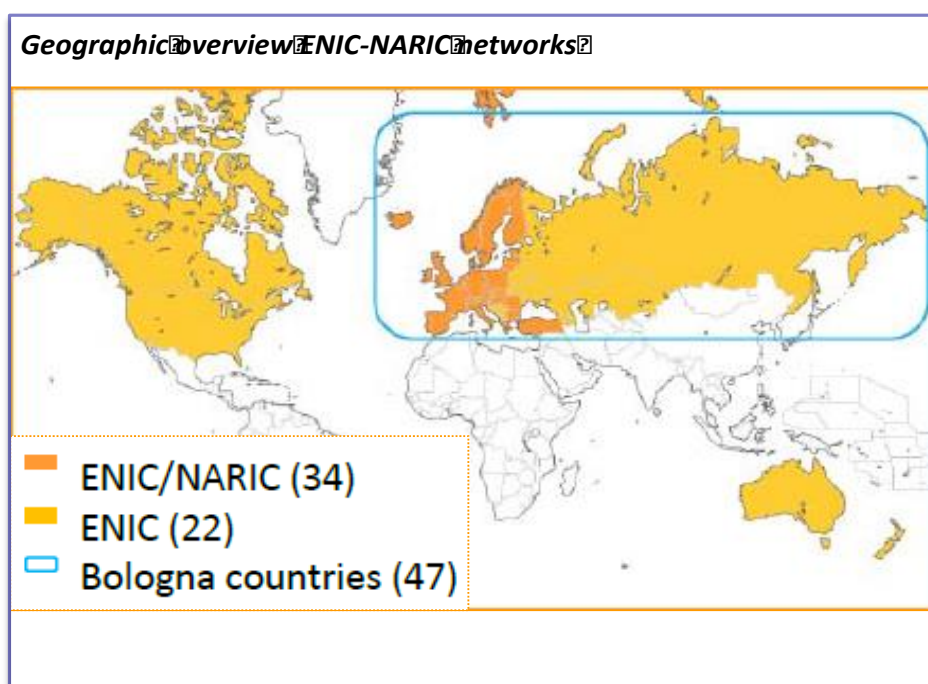 Geographic overview ENIC-NARIC networks
ENIC/NARIC (34)
ENIC (22)
Bologna countries (47)